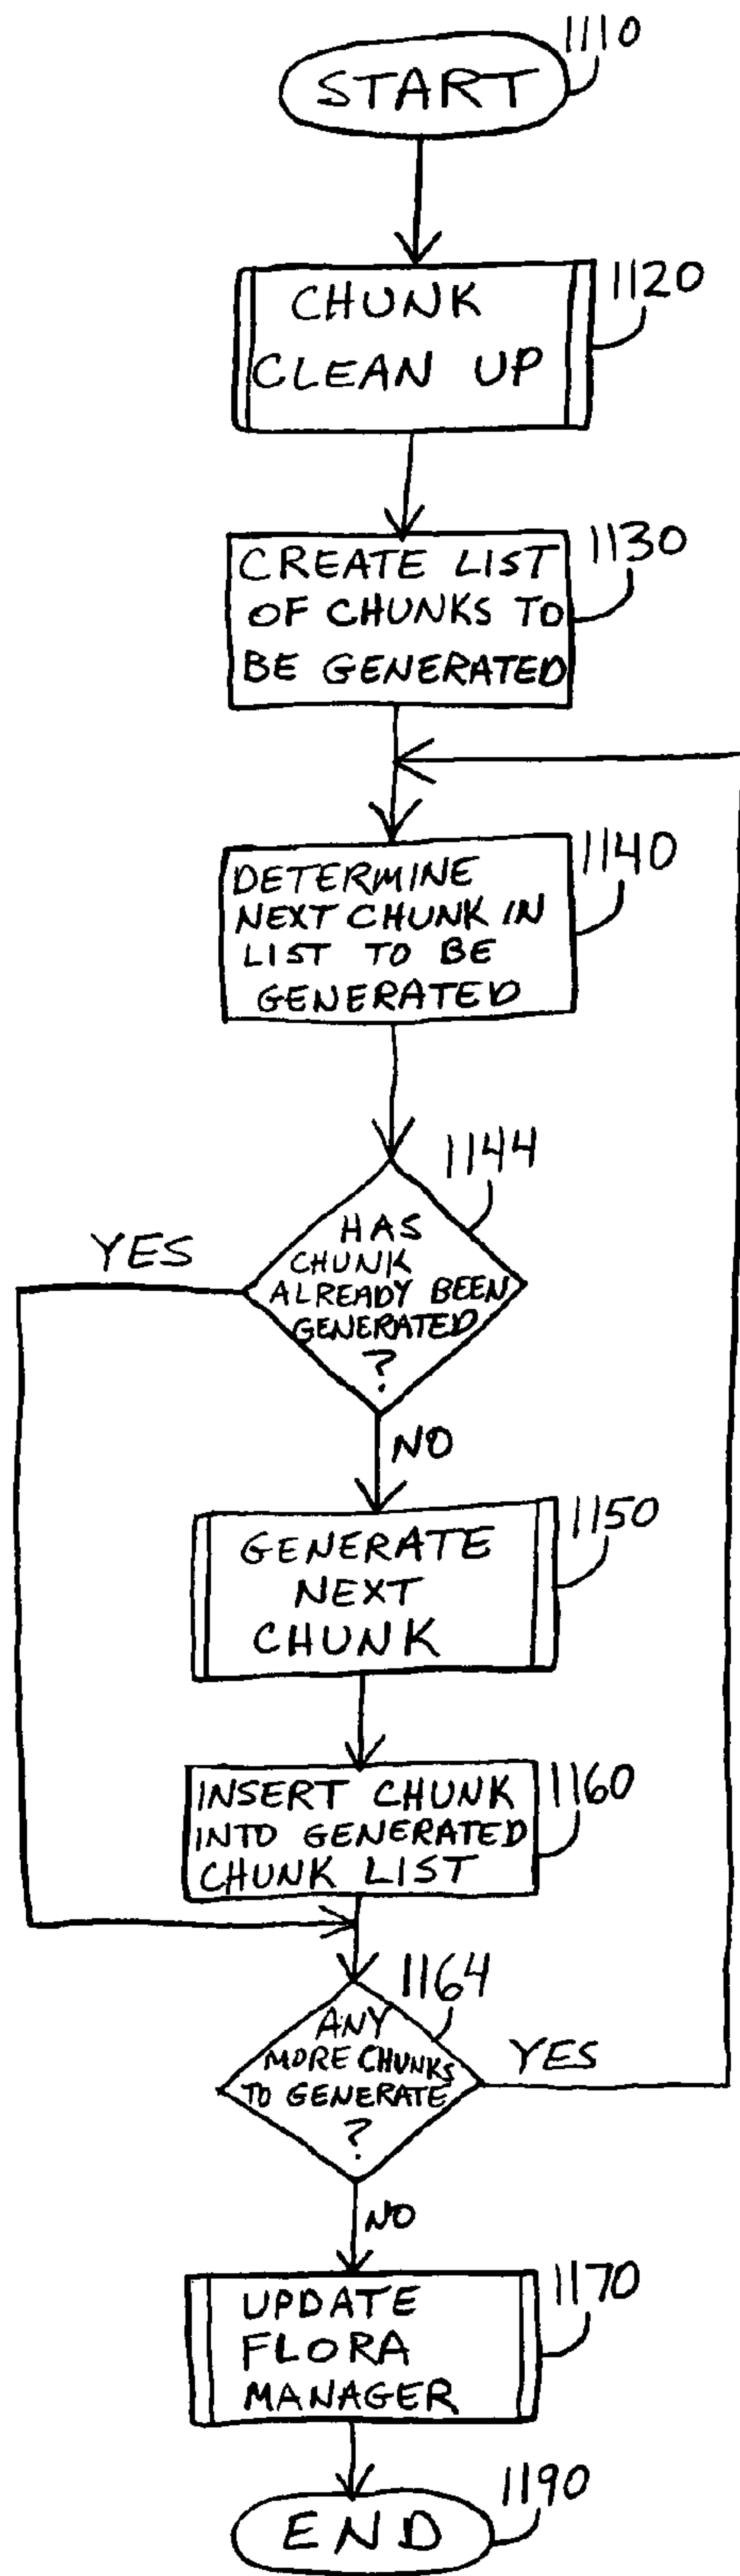 1110
START
1120
CHUNK
CLEAN UP
1130
CREATE LIST
OF CHUNKS TO
BE GENERATED
1140
DETERMINE
NEXT CHUNK IN
LIST TO BE
GENERATED
1144
YES
HAS
CHUNK
ALREADY BEEN
GENERATED
?
NO
1150
GENERATE
NEXT
CHUNK
1160
INSERT CHUNK
INTO GENERATED
CHUNK LIST
1164
ANY
MORE CHUNKS
TO GENERATE
?
YES
NO
1170
UPDATE
FLORA
MANAGER
1190
END